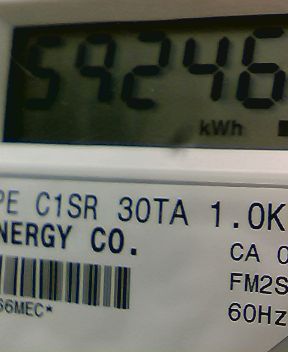 59246
kWh
PE C1SR 30TA 1.0K
NERGY CO.
CA 0
FM2S
66MEC*
60Hz